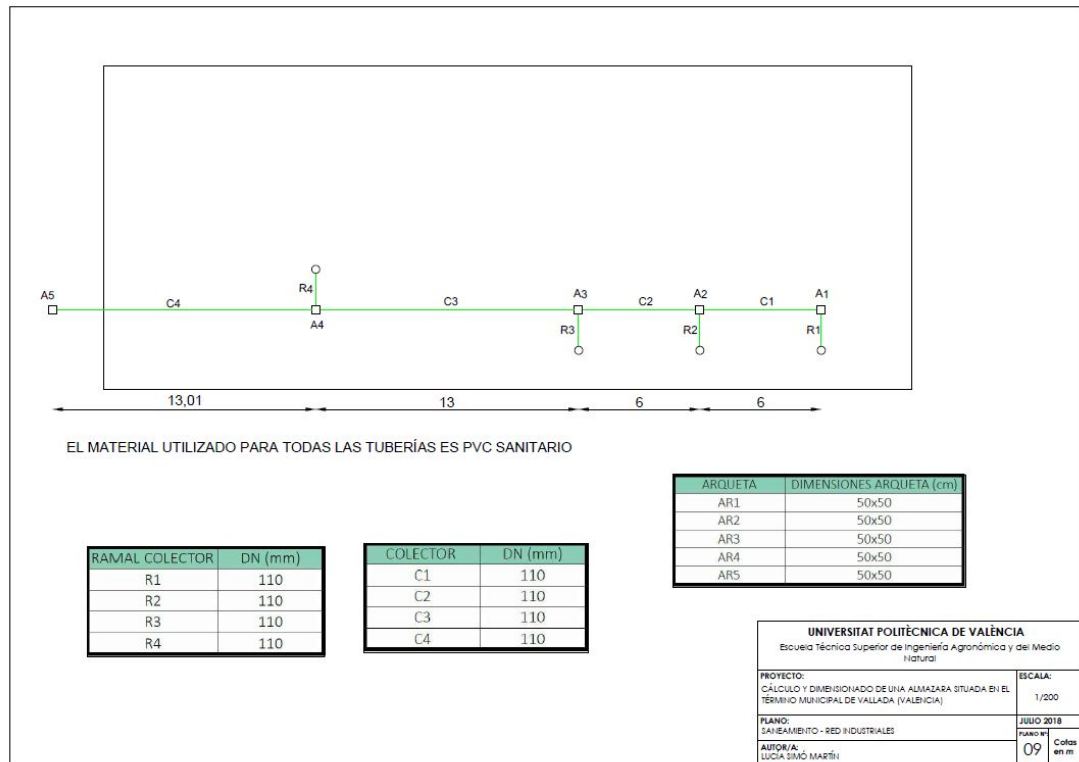 R4
A5
C4
C3
A3
C2
A2
C1
A1
A4
R3
R2
R1
13,01
13
6
6
EL MATERIAL UTILIZADO PARA TODAS LAS TUBERÍAS ES PVC SANITARIO
ARQUETA DIMENSIONES ARQUETA (cm)
AR1 50x50
AR2 50x50
AR3 50x50
AR4 50x50
AR5 50x50
RAMAL COLECTOR DN (mm)
R1 110
R2 110
R3 110
R4 110
COLECTOR DN (mm)
C1 110
C2 110
C3 110
C4 110
UNIVERSITAT POLITÈCNICA DE VALÈNCIA
Escuela Técnica Superior de Ingeniería Agronómica y del Medio
Natural
PROYECTO:
CÁLCULO Y DIMENSIONADO DE UNA ALMAZARA SITUADA EN EL
TÉRMINO MUNICIPAL DE VALLADA (VALENCIA)
ESCALA:
1/200
PLANO:
SANEAMIENTO - RED INDUSTRIALES
JULIO 2018
AUTOR/A:
LUCÍA SIMÓ MARTÍN
PLANO Nº:
09
Cotas
en m